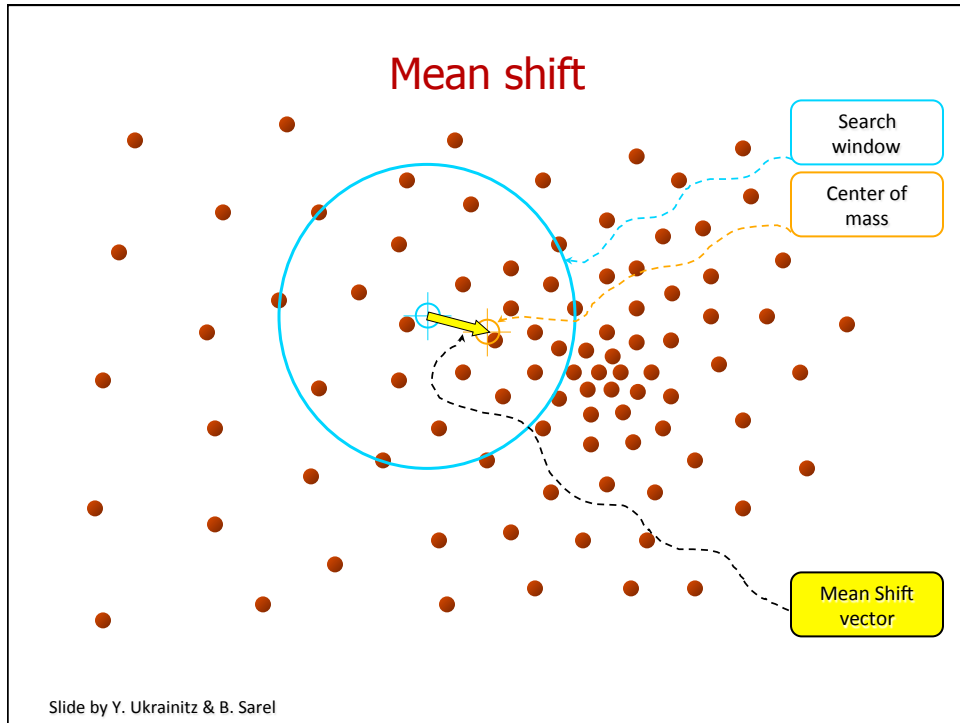 Mean shift
Search
window
Center of
mass
Mean Shift
vector
Slide by Y. Ukrainitz & B. Sarel